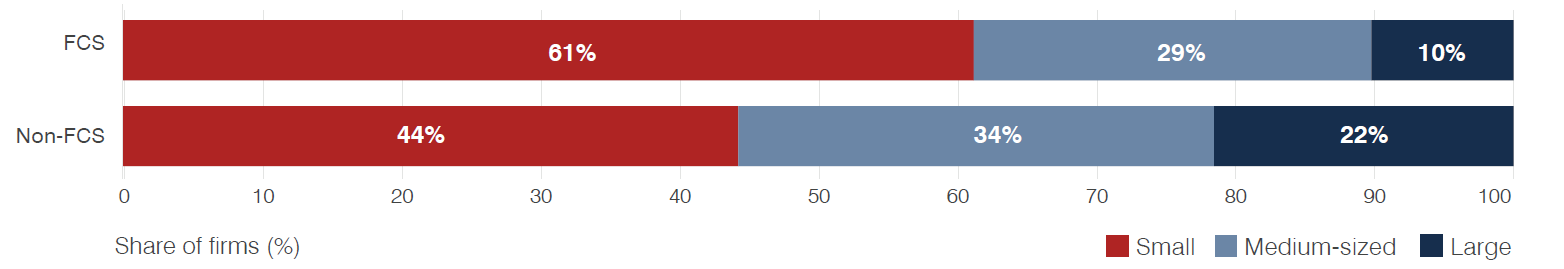 FCS 61% 29% 10%
Non-FCS 44% 34% 22%
0 10 20 30 40 50 60 70 80 90 100
Share of firms (%) Small Medium-sized Large